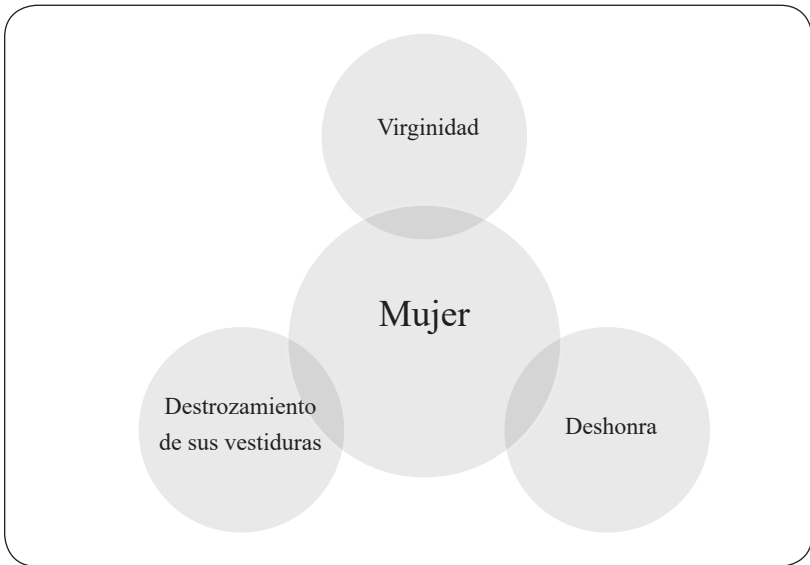 Virginidad
Mujer
Destrozamiento
de sus vestiduras
Deshonra